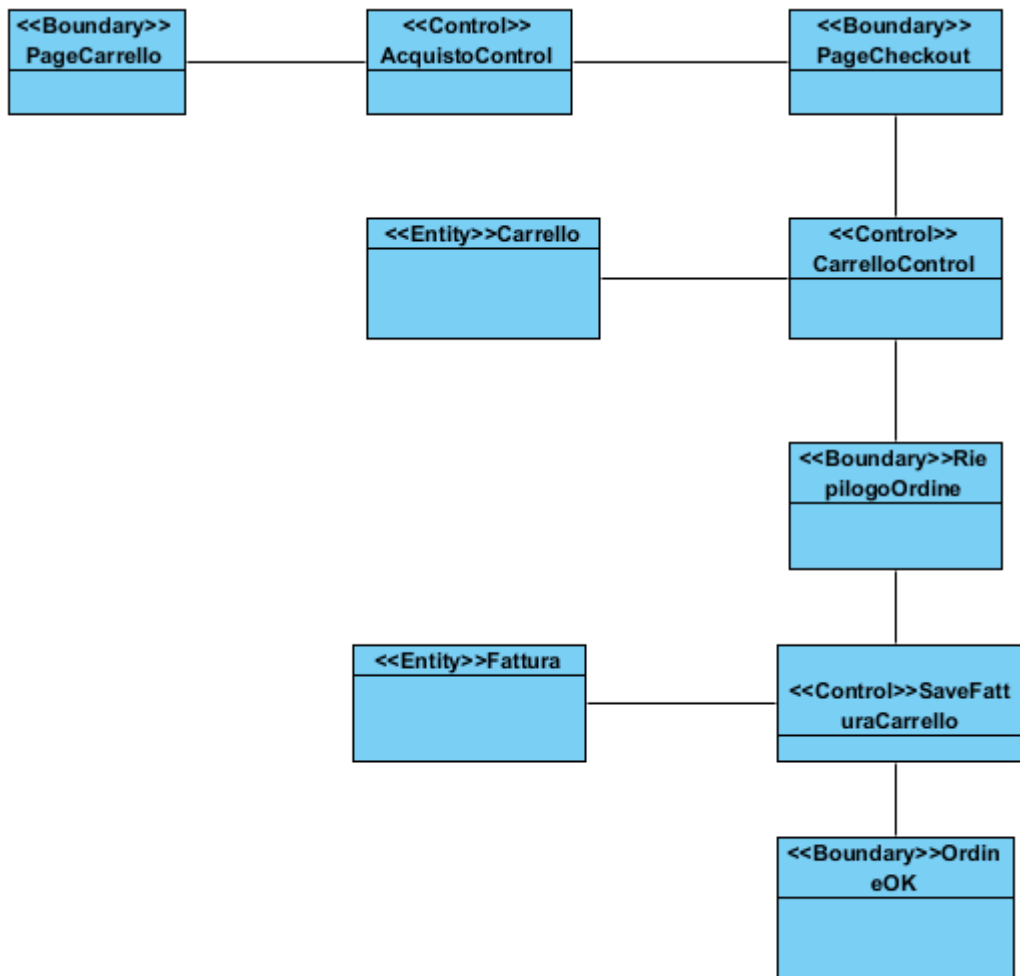 <<Boundary>>
PageCarrello
<<Control>>
AcquistoControl
<<Boundary>>
PageCheckout
<<Entity>>Carrello
<<Control>>
CarrelloControl
<<Boundary>>Rie
pilogoOrdine
<<Entity>>Fattura
<<Control>>SaveFatt
uraCarrello
<<Boundary>>Ordin
eOK